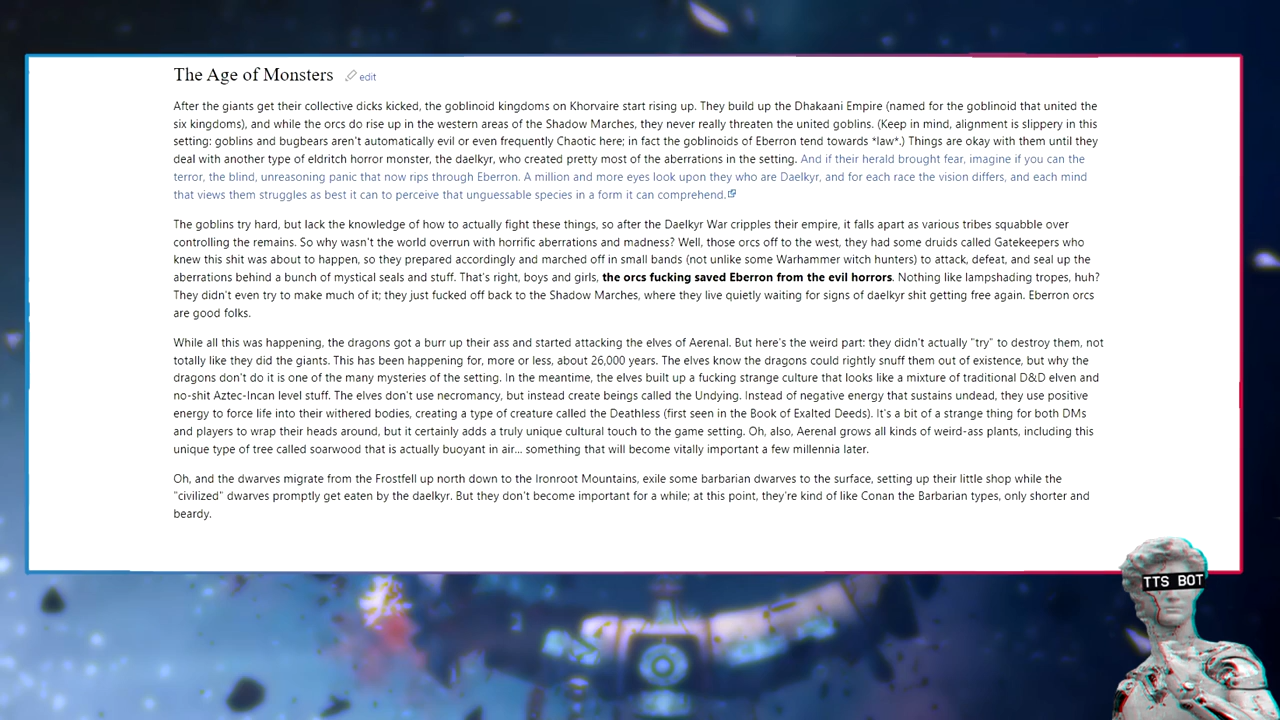 The Age of Monsters edit
After the giants get their collective dicks kicked, the goblinoid kingdoms on Khorvaire start rising up. They build up the Dhakaani Empire (named for the goblinoid that united the
six kingdoms), and while the orcs do rise up in the western areas of the Shadow Marches, they never really threaten the united goblins. (Keep in mind, alignment is slippery in this
setting: goblins and bugbears aren't automatically evil or even frequently Chaotic here; in fact the goblinoids of Eberron tend towards *law*.) Things are okay with them until they
deal with another type of eldritch horror monster, the daelkyr, who created pretty most of the aberrations in the setting. And if their herald brought fear, imagine if you can the
terror, the blind, unreasoning panic that now rips through Eberron. A million and more eyes look upon they who are Daelkyr, and for each race the vision differs, and each mind
that views them struggles as best it can to perceive that unguessable species in a form it can comprehend.
The goblins try hard, but lack the knowledge of how to actually fight these things, so after the Daelkyr War cripples their empire, it falls apart as various tribes squabble over
controlling the remains. So why wasn't the world overrun with horrific aberrations and madness? Well, those orcs off to the west, they had some druids called Gatekeepers who
knew this shit was about to happen, so they prepared accordingly and marched off in small bands (not unlike some Warhammer witch hunters) to attack, defeat, and seal up the
aberrations behind a bunch of mystical seals and stuff. That's right, boys and girls, the orcs fucking saved Eberron from the evil horrors. Nothing like lampshading tropes, huh?
They didn't even try to make much of it; they just fucked off back to the Shadow Marches, where they live quietly waiting for signs of daelkyr shit getting free again. Eberron orcs
are good folks.
While all this was happening, the dragons got a burr up their ass and started attacking the elves of Aerenal. But here's the weird part: they didn't actually "try" to destroy them, not
totally like they did the giants. This has been happening for, more or less, about 26,000 years. The elves know the dragons could rightly snuff them out of existence, but why the
dragons don't do it is one of the many mysteries of the setting. In the meantime, the elves built up a fucking strange culture that looks like a mixture of traditional D&D elven and
no-shit Aztec-Incan level stuff. The elves don't use necromancy, but instead create beings called the Undying. Instead of negative energy that sustains undead, they use positive
energy to force life into their withered bodies, creating a type of creature called the Deathless (first seen in the Book of Exalted Deeds). It's a bit of a strange thing for both DMs
and players to wrap their heads around, but it certainly adds a truly unique cultural touch to the game setting. Oh, also, Aerenal grows all kinds of weird-ass plants, including this
unique type of tree called soarwood that is actually buoyant in air... something that will become vitally important a few millennia later.
Oh, and the dwarves migrate from the Frostfell up north down to the Ironroot Mountains, exile some barbarian dwarves to the surface, setting up their little shop while the
"civilized" dwarves promptly get eaten by the daelkyr. But they don't become important for a while; at this point, they're kind of like Conan the Barbarian types, only shorter and
beardy.
TTS BOT